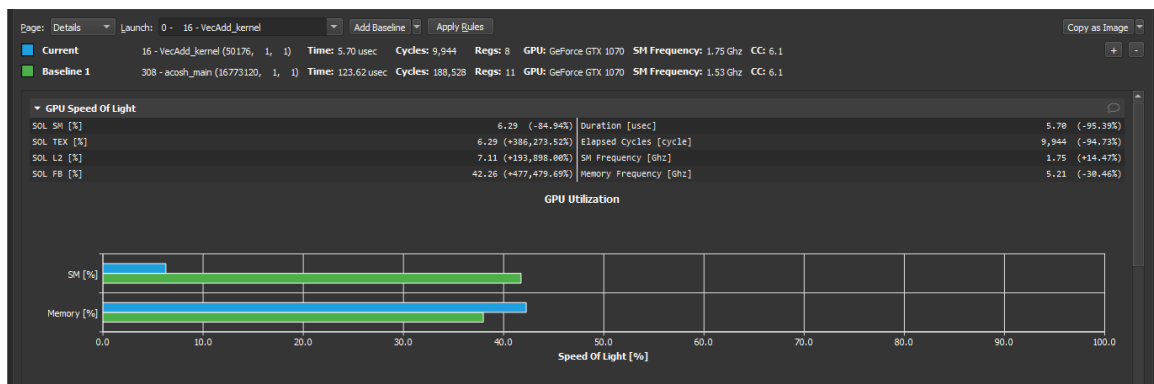 Page: Details Launch: 0 - 16 - VecAdd_kernel Add Baseline Apply Rules Copy as Image
Current 16 - VecAdd_kernel (50176, 1, 1) Time: 5.70 usec Cycles: 9,944 Regs: 8 GPU: GeForce GTX 1070 SM Frequency: 1.75 Ghz CC: 6.1 + -
Baseline 1 308 - acosh_main (16773120, 1, 1) Time: 123.62 usec Cycles: 188,528 Regs: 11 GPU: GeForce GTX 1070 SM Frequency: 1.53 Ghz CC: 6.1
GPU Speed Of Light
SOL SM [%] 6.29 (-84.94%) Duration [usec] 5.70 (-95.39%)
SOL TEX [%] 6.29 (+386,273.52%) Elapsed Cycles [cycle] 9,944 (-94.73%)
SOL L2 [%] 7.11 (+193,898.00%) SM Frequency [Ghz] 1.75 (+14.47%)
SOL FB [%] 42.26 (+477,479.69%) Memory Frequency [Ghz] 5.21 (-30.46%)
GPU Utilization
SM [%]
Memory [%]
0.0 10.0 20.0 30.0 40.0 50.0 60.0 70.0 80.0 90.0 100.0
Speed Of Light [%]